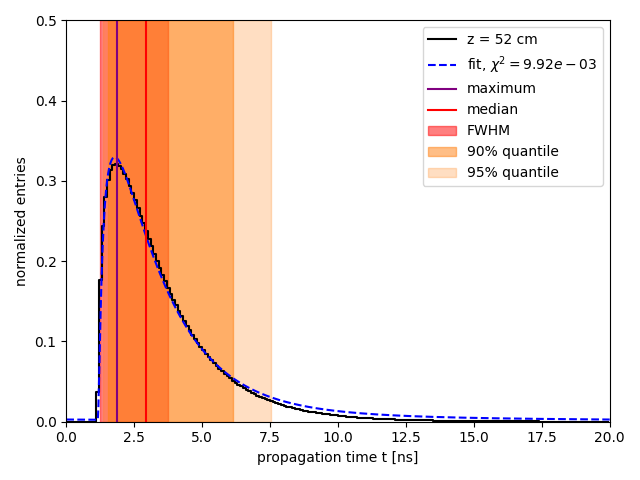 0.5
0.4
0.3
0.2
0.1
0.0
normalized entries
0.0 2.5 5.0 7.5 10.0 12.5 15.0 17.5 20.0
propagation time t [ns]
z = 52 cm
fit, χ² = 9.92e − 03
maximum
median
FWHM
90% quantile
95% quantile